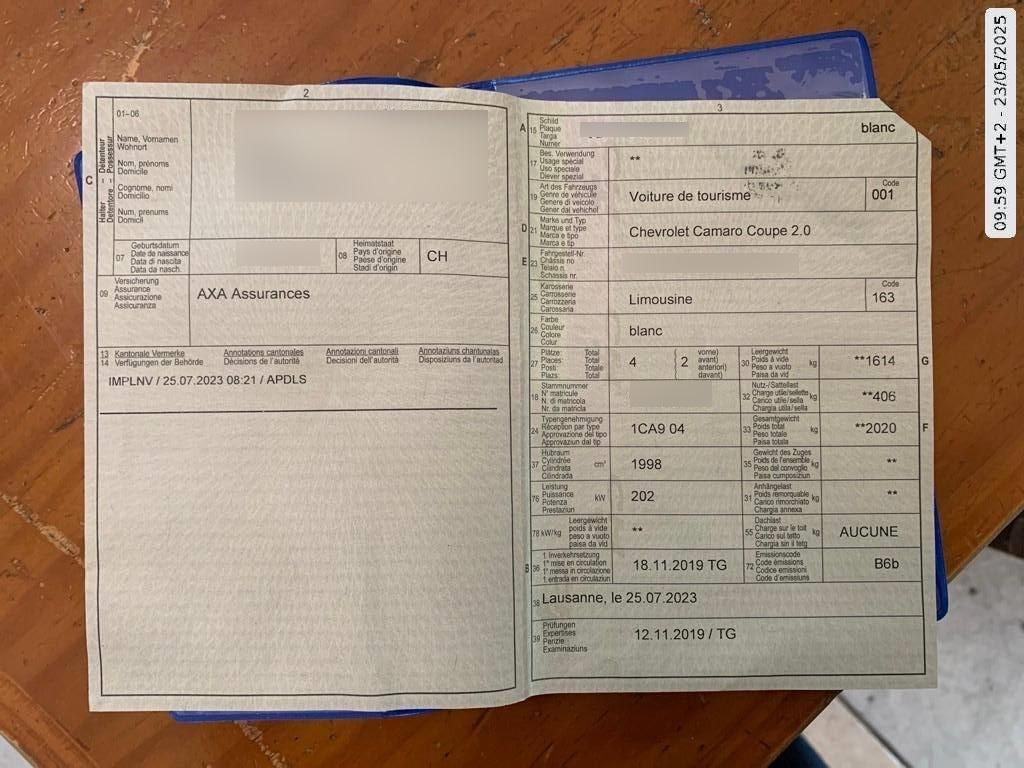 2
01–06
C
Halter – Détenteur
Detentore – Possessur
Name, Vornamen
Wohnort
Nom, prénoms
Domicile
Cognome, nomi
Domicilio
Num, prenums
Domicil
07
Geburtsdatum
Date de naissance
Data di nascita
Data da nasch.
08
Heimatstaat
Pays d'origine
Paese d'origine
Stadi d'origin
CH
09
Versicherung
Assurance
Assicurazione
Assicuranza
AXA Assurances
13
14
Kantonale Vermerke
Verfügungen der Behörde
Annotations cantonales
Décisions de l'autorité
Annotazioni cantonali
Decisioni dell'autorità
Annotaziuns chantunalas
Disposiziuns da l'autoritad
IMPLNV / 25.07.2023 08:21 / APDLS
3
A 15
Schild
Plaque
Targa
Numer
blanc
17
Bes. Verwendung
Usage spécial
Uso speciale
Diever spezial
**
19
Art des Fahrzeugs
Genre de véhicule
Genere di veicolo
Gener dal vehichel
Voiture de tourisme
Code
001
D 21
Marke und Typ
Marque et type
Marca e tipo
Marca e tip
Chevrolet Camaro Coupe 2.0
E 23
Fahrgestell-Nr.
Châssis no
Telaio n.
Schassis nr.
25
Karosserie
Carrosserie
Carrozzeria
Carossaria
Limousine
Code
163
26
Farbe
Couleur
Colore
Colur
blanc
27
Plätze: Total
Places: Total
Posti: Totale
Plazs: Total
4
2
vorne)
avant)
anteriori)
davant)
30
Leergewicht
Poids à vide
Peso a vuoto
Paisa da vid
kg
**1614
G
18
Stammnummer
N° matricule
N. di matricola
Nr. da matricla
32
Nutz-/Sattellast
Charge utile/sellette
Carico utile/sella
Chargia utila/sella
kg
**406
24
Typengenehmigung
Réception par type
Approvazione del tipo
Approvaziun dal tip
1CA9 04
33
Gesamtgewicht
Poids total
Peso totale
Paisa totala
kg
**2020
F
37
Hubraum
Cylindrée
Cilindrata
Cilindrada
cm³
1998
35
Gewicht des Zuges
Poids de l'ensemble
Peso del convoglio
Paisa cumposiziun
kg
**
76
Leistung
Puissance
Potenza
Prestaziun
kW
202
31
Anhängelast
Poids remorquable
Carico rimorchiato
Chargia annexa
kg
**
78 kW/kg
Leergewicht
poids à vide
peso a vuoto
paisa da vid
**
55
Dachlast
Charge sur le toit
Carico sul tetto
Chargia sin il tetg
kg
AUCUNE
B 36
1. Inverkehrsetzung
1re mise en circulation
1a messa in circolazione
1. entrada en circulaziun
18.11.2019 TG
72
Emissionscode
Code émissions
Codice emissioni
Code d'emissiuns
B6b
38
Lausanne, le 25.07.2023
39
Prüfungen
Expertises
Perizie
Examinaziuns
12.11.2019 / TG
09:59 GMT+2 - 23/05/2025